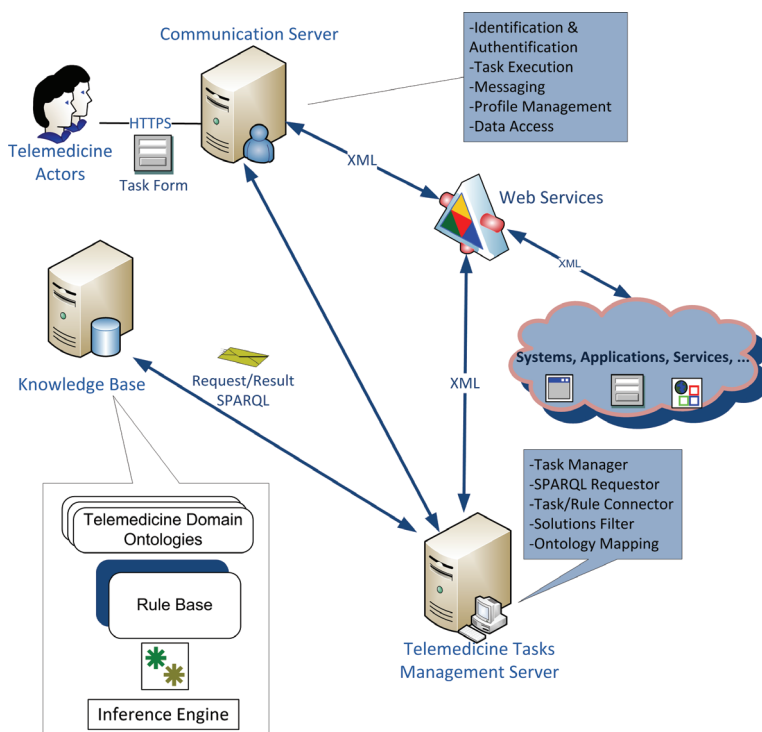 Communication Server
-Identification &
Authentification
-Task Execution
-Messaging
-Profile Management
-Data Access
HTTPS
Telemedicine
Actors
Task Form
XML
Web Services
XML
Systems, Applications, Services, ...
Knowledge Base
Request/Result
SPARQL
XML
-Task Manager
-SPARQL Requestor
-Task/Rule Connector
-Solutions Filter
-Ontology Mapping
Telemedicine Domain
Ontologies
Rule Base
Inference Engine
Telemedicine Tasks
Management Server